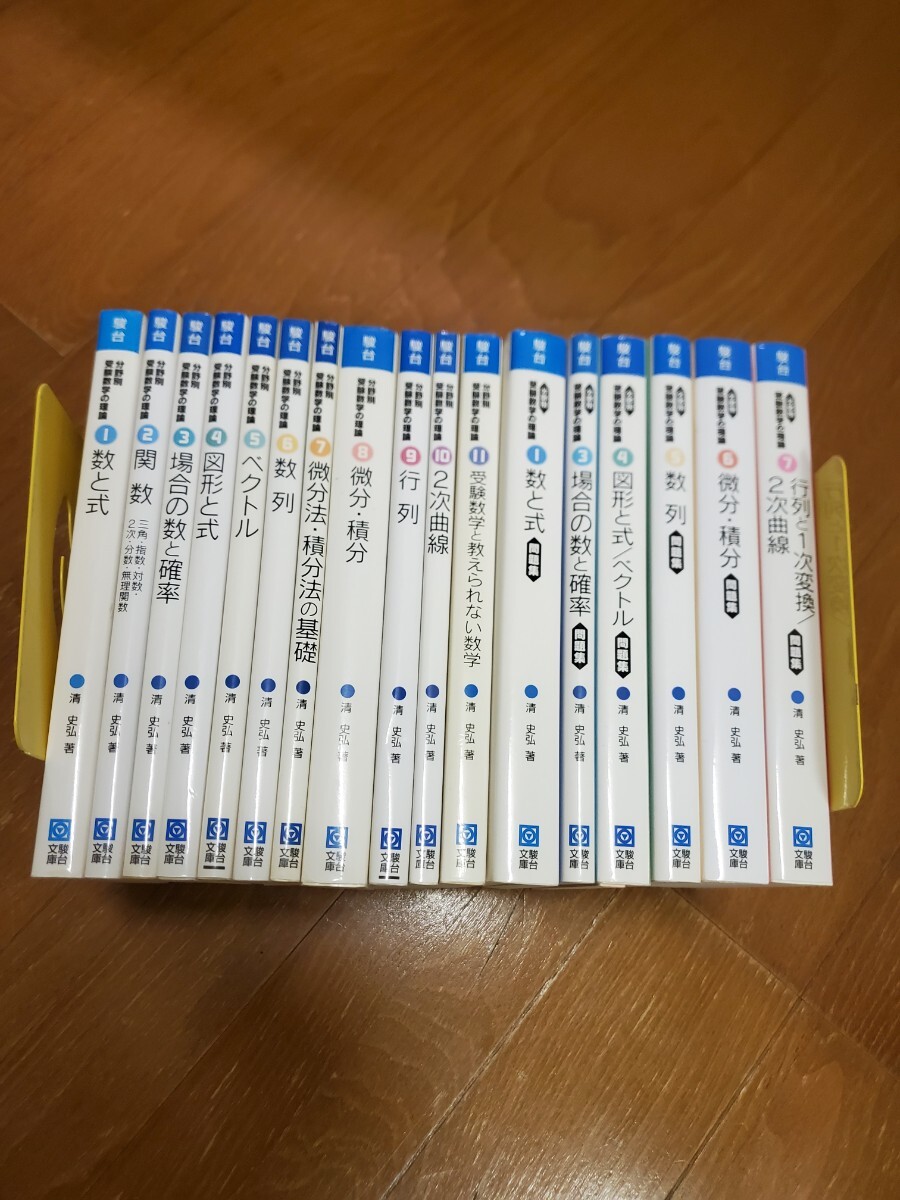 駿台
分野別
受験数学の理論
1
数と式
清 史弘 著
駿台文庫
駿台
分野別
受験数学の理論
2
関数
三角・指数・対数・
2次・分数・無理関数
清 史弘 著
駿台文庫
駿台
分野別
受験数学の理論
3
場合の数と確率
清 史弘 著
駿台文庫
駿台
分野別
受験数学の理論
4
図形と式
清 史弘 著
駿台文庫
駿台
分野別
受験数学の理論
5
ベクトル
清 史弘 著
駿台文庫
駿台
分野別
受験数学の理論
6
数列
清 史弘 著
駿台文庫
駿台
分野別
受験数学の理論
7
微分法・積分法の基礎
清 史弘 著
駿台文庫
駿台
分野別
受験数学の理論
8
微分・積分
清 史弘 著
駿台文庫
駿台
分野別
受験数学の理論
9
行列
清 史弘 著
駿台文庫
駿台
分野別
受験数学の理論
10
2次曲線
清 史弘 著
駿台文庫
駿台
分野別
受験数学の理論
11
受験数学と教えられない数学
清 史弘 著
駿台文庫
駿台
受験数学の理論
1
数と式
問題集
清 史弘 著
駿台文庫
駿台
受験数学の理論
3
場合の数と確率
問題集
清 史弘 著
駿台文庫
駿台
受験数学の理論
4
図形と式/ベクトル
問題集
清 史弘 著
駿台文庫
駿台
受験数学の理論
5
数列
問題集
清 史弘 著
駿台文庫
駿台
受験数学の理論
6
微分・積分
問題集
清 史弘 著
駿台文庫
駿台
受験数学の理論
7
行列と1次変換/
2次曲線
問題集
清 史弘 著
駿台文庫